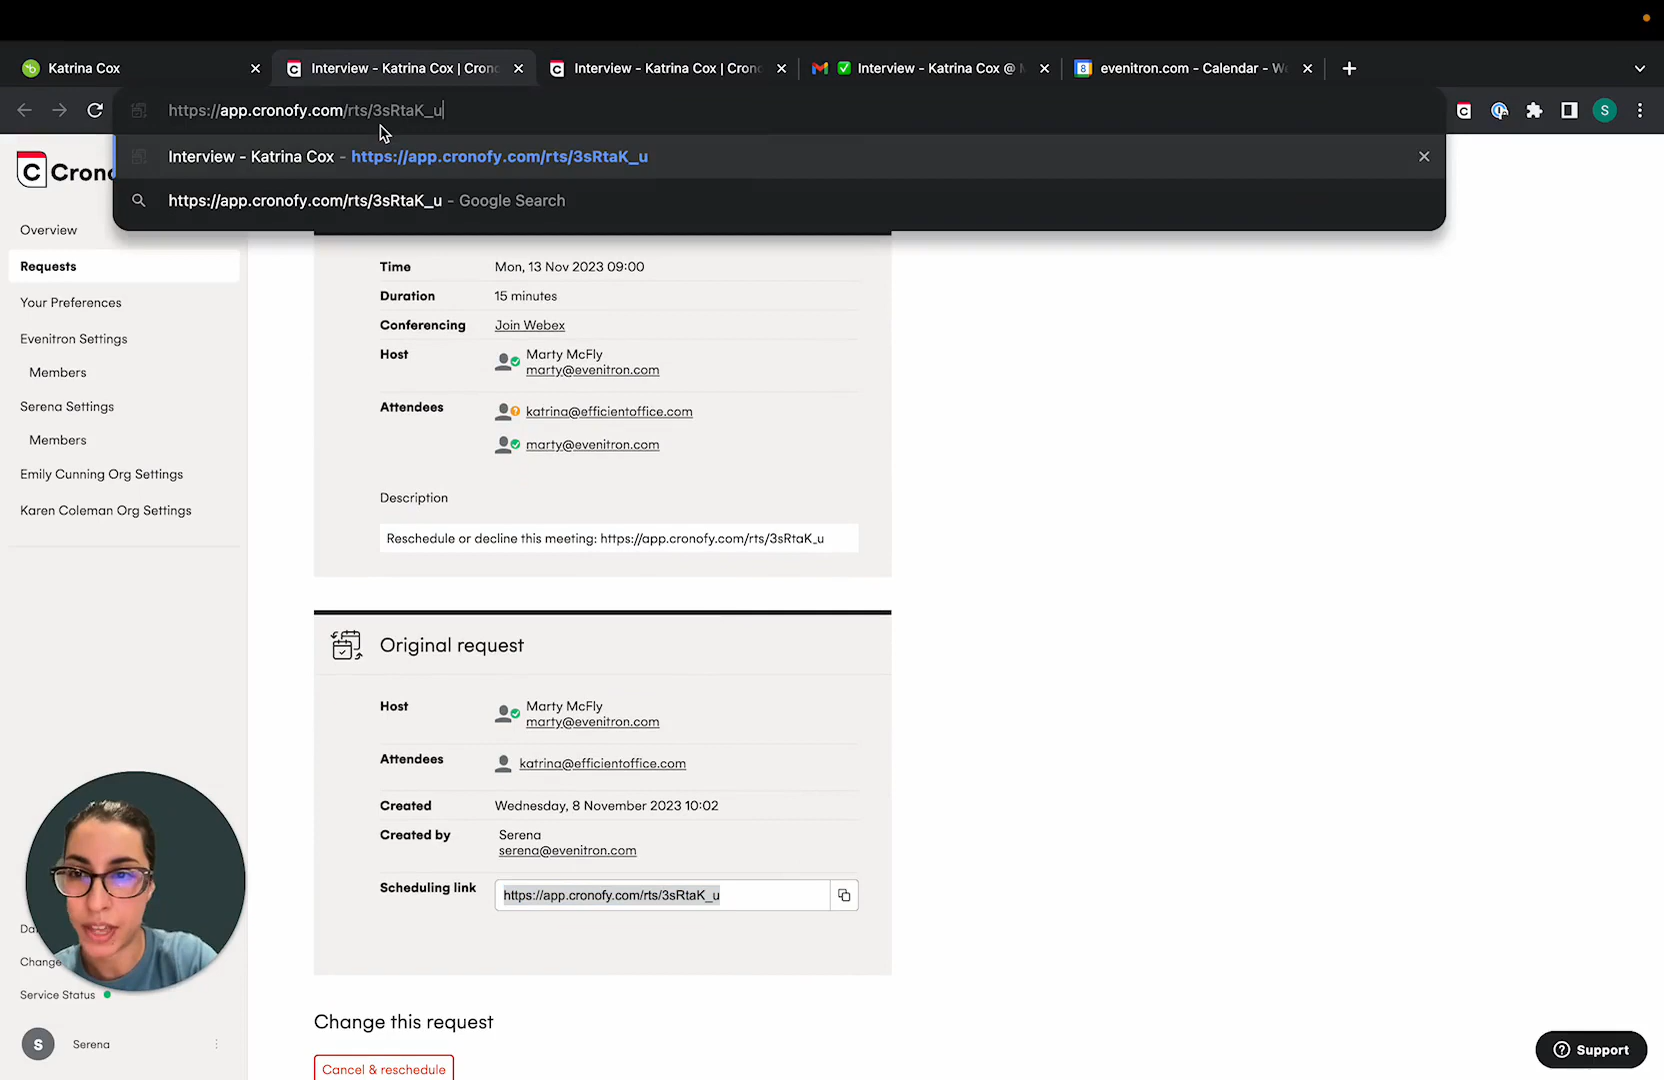 Katrina Cox
Interview - Katrina Cox | Cron
Interview - Katrina Cox | Cron
Interview - Katrina Cox @
8
evenitron.com - Calendar - W
https://app.cronofy.com/rts/3sRtaK_u
S
Interview - Katrina Cox - https://app.cronofy.com/rts/3sRtaK_u
https://app.cronofy.com/rts/3sRtaK_u - Google Search
Overview
Requests
Your Preferences
Evenitron Settings
Members
Serena Settings
Members
Emily Cunning Org Settings
Karen Coleman Org Settings
Service Status
S
Serena
Time
Mon, 13 Nov 2023 09:00
Duration
15 minutes
Conferencing
Join Webex
Host
Marty McFly
marty@evenitron.com
Attendees
katrina@efficientoffice.com
marty@evenitron.com
Description
Reschedule or decline this meeting: https://app.cronofy.com/rts/3sRtaK_u
Original request
Host
Marty McFly
marty@evenitron.com
Attendees
katrina@efficientoffice.com
Created
Wednesday, 8 November 2023 10:02
Created by
Serena
serena@evenitron.com
Scheduling link
https://app.cronofy.com/rts/3sRtaK_u
Change this request
Cancel & reschedule
Support